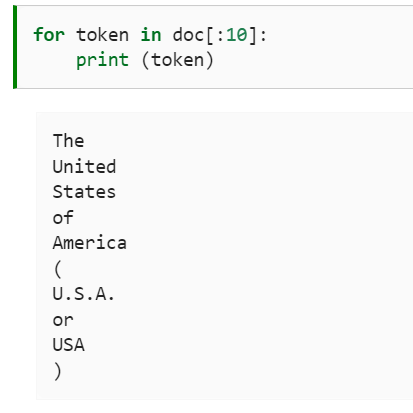 for token in doc[:10]:
    print (token)
The
United
States
of
America
(
U.S.A.
or
USA
)